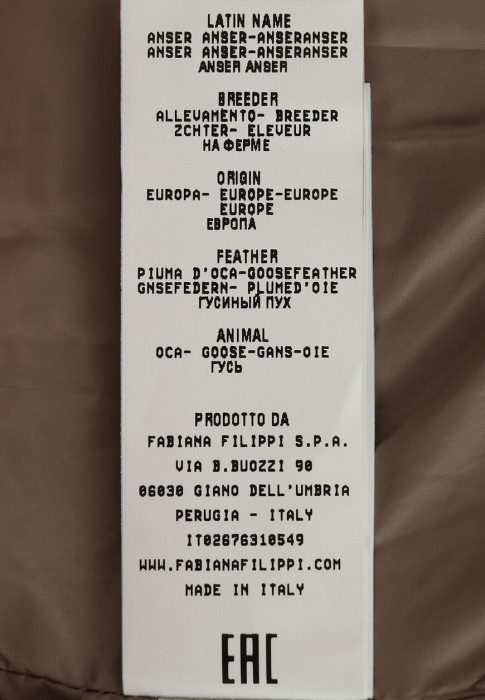 LATIN NAME
ANSER ANSER-ANSERANSER
ANSER ANSER-ANSERANSER
ANSER ANSER
BREEDER
ALLEVAMENTO- BREEDER
ZCHTER- ELEVEUR
НА ФЕРМЕ
ORIGIN
EUROPA- EUROPE-EUROPE
EUROPE
ЕВРОПА
FEATHER
PIUMA D'OCA-GOOSEFEATHER
GNSEFEDERN- PLUMED'OIE
ГУСИНЫЙ ПУХ
ANIMAL
OCA- GOOSE-GANS-OIE
ГУСЬ
PRODOTTO DA
FABIANA FILIPPI S.P.A.
VIA B.BUOZZI 90
06030 GIANO DELL'UMBRIA
PERUGIA - ITALY
IT02676310549
WWW.FABIANAFILIPPI.COM
MADE IN ITALY
EAC